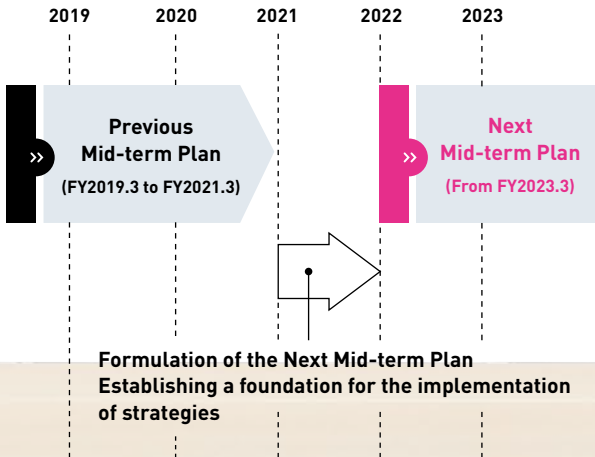 2019 2020 2021 2022 2023
Previous
Mid-term Plan
(FY2019.3 to FY2021.3)
Next
Mid-term Plan
(From FY2023.3)
Formulation of the Next Mid-term Plan
Establishing a foundation for the implementation
of strategies